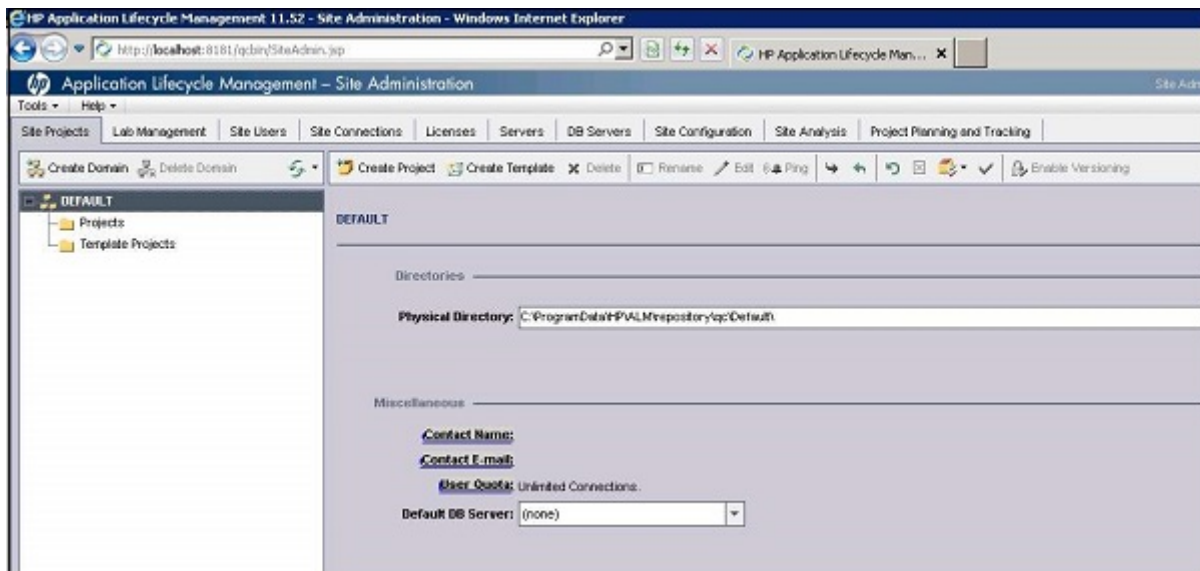 HP Application Lifecycle Management 11.52 - Site Administration - Windows Internet Explorer
http://localhost:8181/qcbin/SiteAdmin.jsp
HP Application Lifecycle Man...
hp Application Lifecycle Management – Site Administration Site Adm
Tools Help
Site Projects Lab Management Site Users Site Connections Licenses Servers DB Servers Site Configuration Site Analysis Project Planning and Tracking
Create Domain Delete Domain Create Project Create Template Delete Rename Edit Ping Enable Versioning
DEFAULT
Projects
Template Projects
DEFAULT
Directories
Physical Directory: C:\ProgramData\HP\ALM\repository\qc\Default\
Miscellaneous
Contact Name:
Contact E-mail:
User Quota: Unlimited Connections.
Default DB Server: (none)